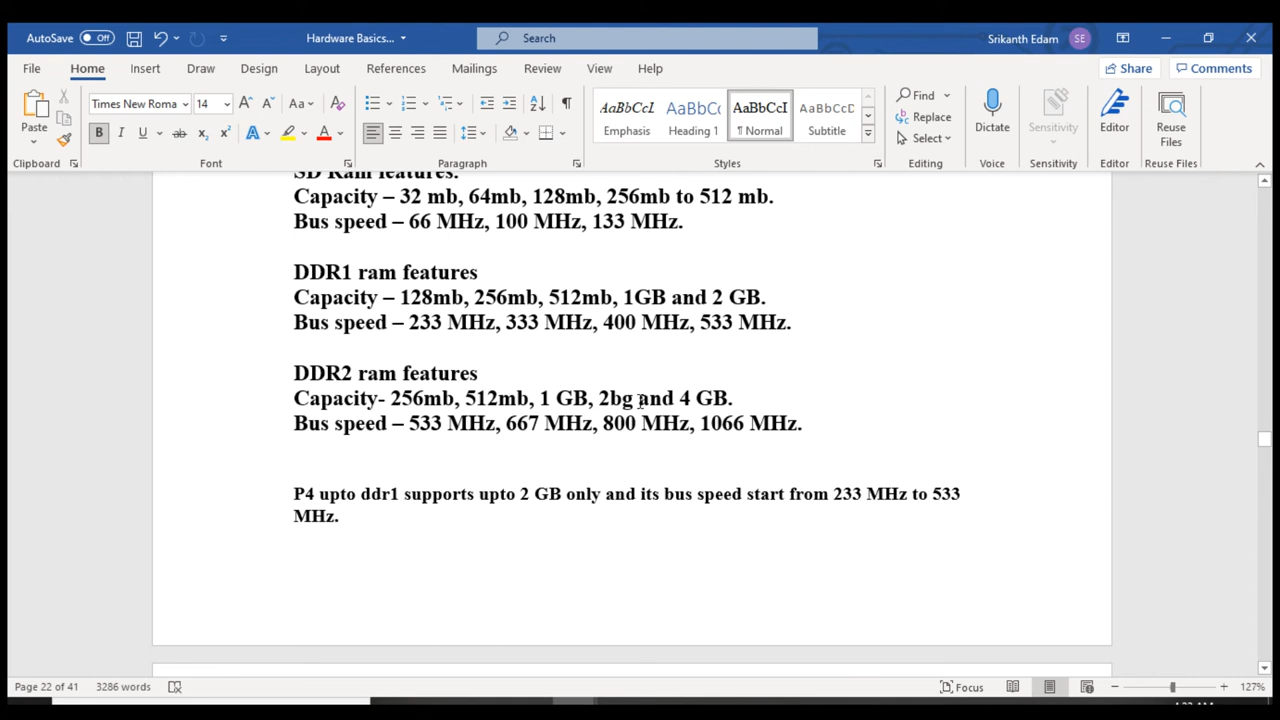 AutoSave Off Hardware Basics... Search Srikanth Edam SE
File Home Insert Draw Design Layout References Mailings Review View Help Share Comments
Paste Times New Roma 14 Aa AaBbCcI AaBbCc AaBbCcI AaBbCcD Find Replace Select Dictate Sensitivity Editor Reuse Files
Emphasis Heading 1 ¶ Normal Subtitle
Clipboard Font Paragraph Styles Editing Voice Sensitivity Editor Reuse Files
SD Ram features.
Capacity – 32 mb, 64mb, 128mb, 256mb to 512 mb.
Bus speed – 66 MHz, 100 MHz, 133 MHz.
DDR1 ram features
Capacity – 128mb, 256mb, 512mb, 1GB and 2 GB.
Bus speed – 233 MHz, 333 MHz, 400 MHz, 533 MHz.
DDR2 ram features
Capacity- 256mb, 512mb, 1 GB, 2bg and 4 GB.
Bus speed – 533 MHz, 667 MHz, 800 MHz, 1066 MHz.
P4 upto ddr1 supports upto 2 GB only and its bus speed start from 233 MHz to 533
MHz.
Page 22 of 41 3286 words Focus 127%